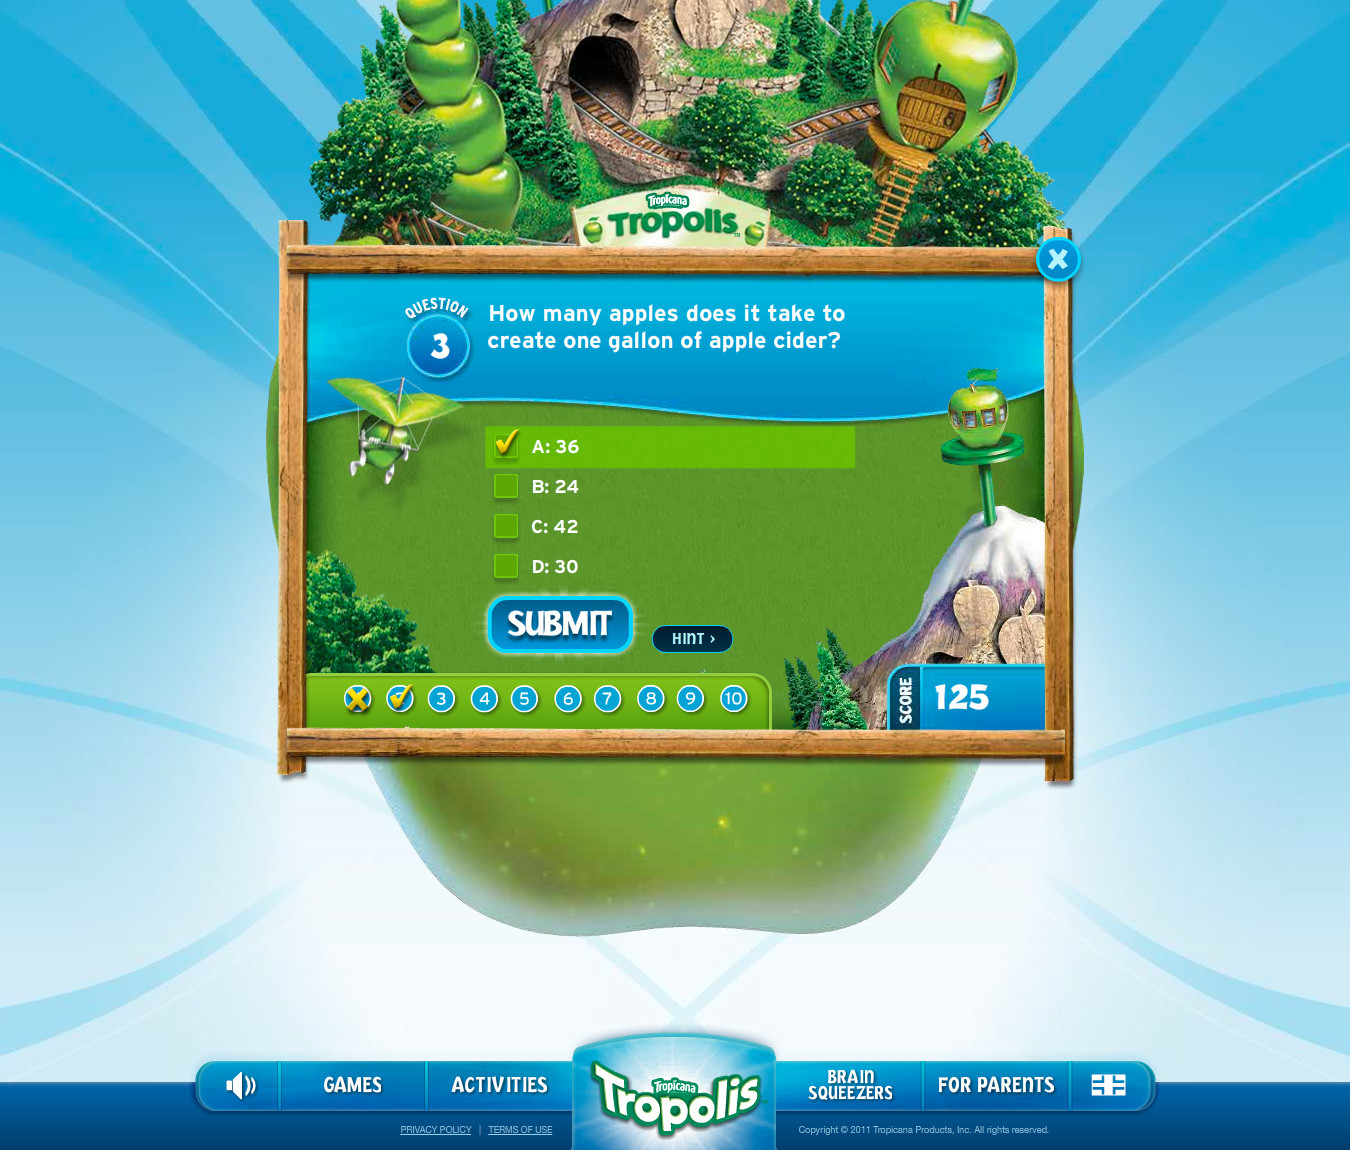 Tropicana
Tropolis
QUESTION
3
How many apples does it take to
create one gallon of apple cider?
A: 36
B: 24
C: 42
D: 30
SUBMIT
HINT >
3 4 5 6 7 8 9 10
SCORE
125
GAMES
ACTIVITIES
Tropicana
Tropolis
BRAIN
SQUEEZERS
FOR PARENTS
PRIVACY POLICY | TERMS OF USE
Copyright © 2011 Tropicana Products, Inc. All rights reserved.